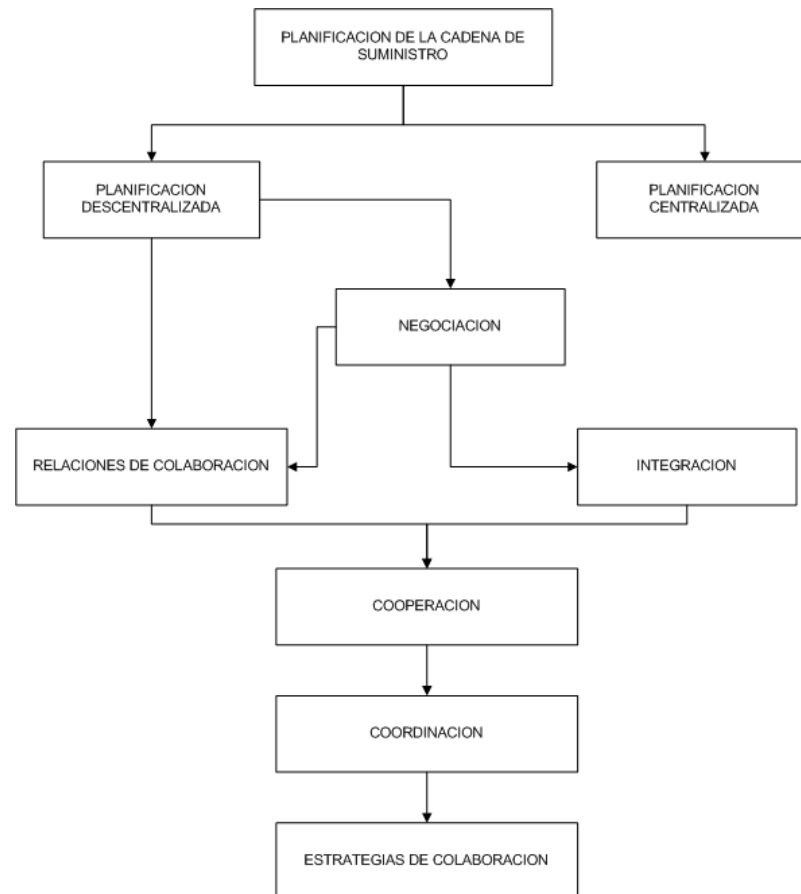 PLANIFICACION DE LA CADENA DE
SUMINISTRO
PLANIFICACION
DESCENTRALIZADA
PLANIFICACION
CENTRALIZADA
NEGOCIACION
RELACIONES DE COLABORACION
INTEGRACION
COOPERACION
COORDINACION
ESTRATEGIAS DE COLABORACION